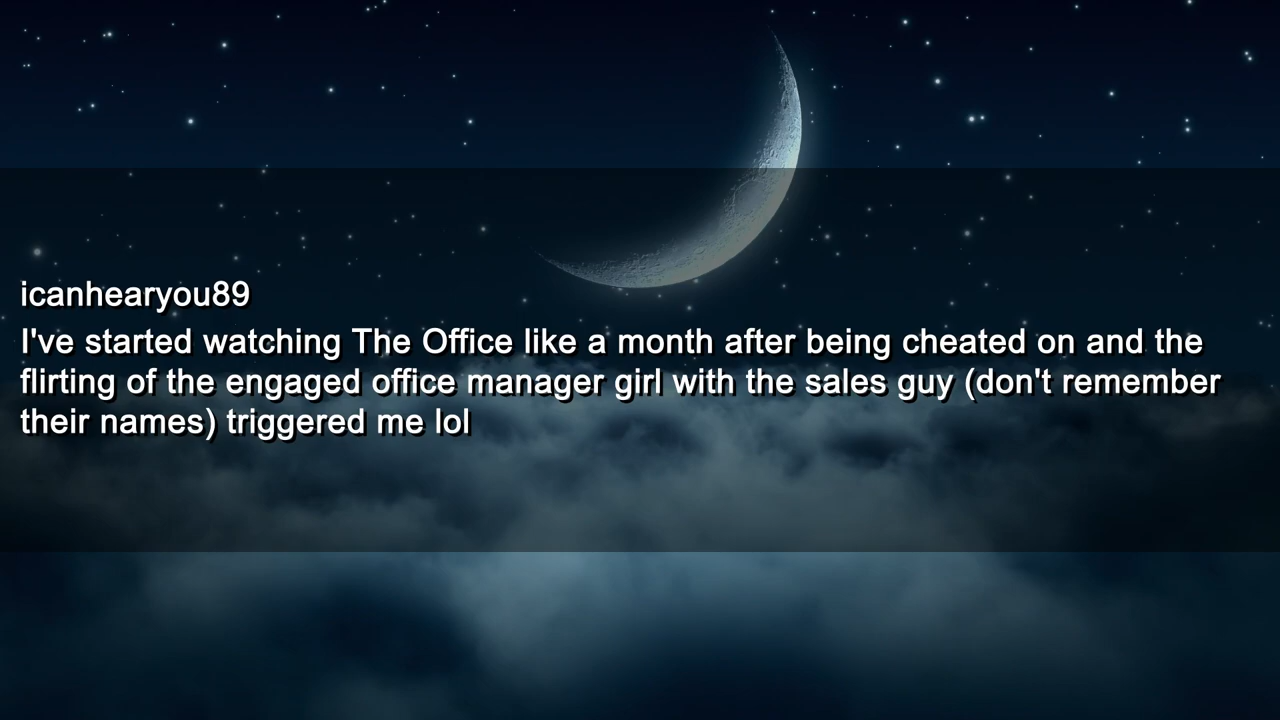 icanhearyou89
I've started watching The Office like a month after being cheated on and the
flirting of the engaged office manager girl with the sales guy (don't remember
their names) triggered me lol